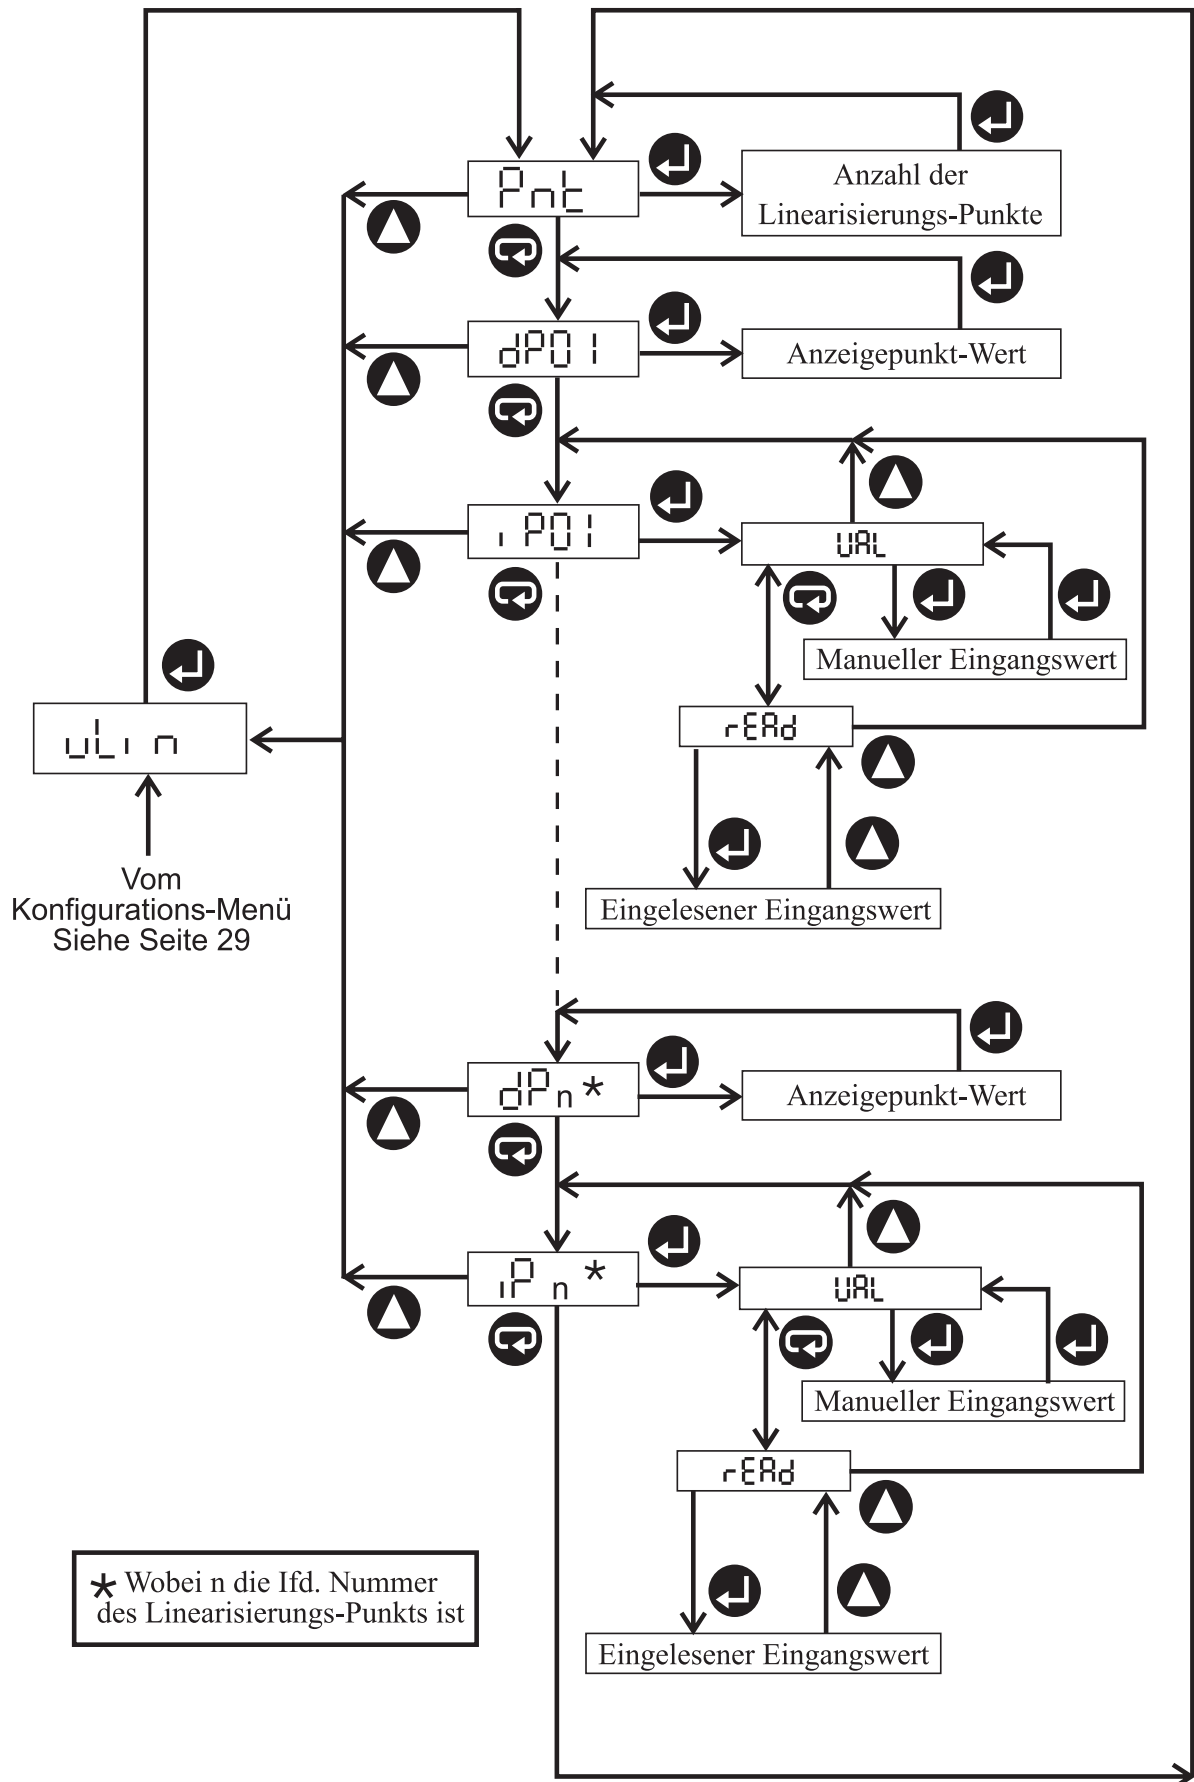 Pnt
Anzahl der
Linearisierungs-Punkte
dP01
Anzeigepunkt-Wert
iP01
VAL
Manueller Eingangswert
rEAd
Eingelesener Eingangswert
uLin
Vom
Konfigurations-Menü
Siehe Seite 29
dPn*
Anzeigepunkt-Wert
iPn*
VAL
Manueller Eingangswert
rEAd
Eingelesener Eingangswert
* Wobei n die Ifd. Nummer
des Linearisierungs-Punkts ist